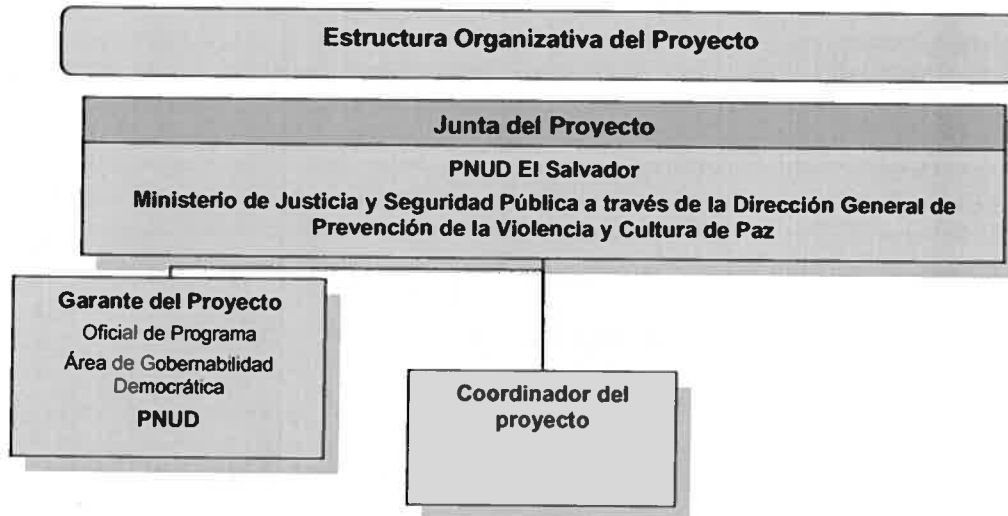 Estructura Organizativa del Proyecto
Junta del Proyecto
PNUD El Salvador
Ministerio de Justicia y Seguridad Pública a través de la Dirección General de
Prevención de la Violencia y Cultura de Paz
Garante del Proyecto
Oficial de Programa
Área de Gobernabilidad
Democrática
PNUD
Coordinador del
proyecto